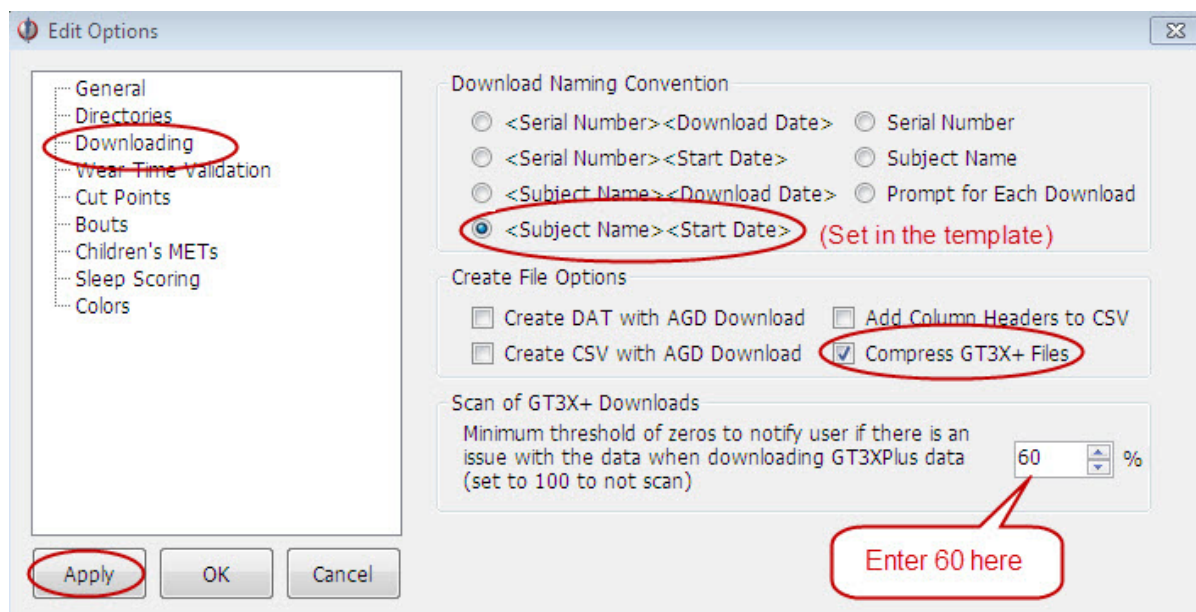 Edit Options
General
Directories
Downloading
Wear Time Validation
Cut Points
Bouts
Children's METs
Sleep Scoring
Colors
Apply
OK
Cancel
Download Naming Convention
<Serial Number><Download Date>
Serial Number
<Serial Number><Start Date>
Subject Name
<Subject Name><Download Date>
Prompt for Each Download
<Subject Name><Start Date>
(Set in the template)
Create File Options
Create DAT with AGD Download
Add Column Headers to CSV
Create CSV with AGD Download
Compress GT3X+ Files
Scan of GT3X+ Downloads
Minimum threshold of zeros to notify user if there is an
issue with the data when downloading GT3XPlus data
(set to 100 to not scan)
60 %
Enter 60 here